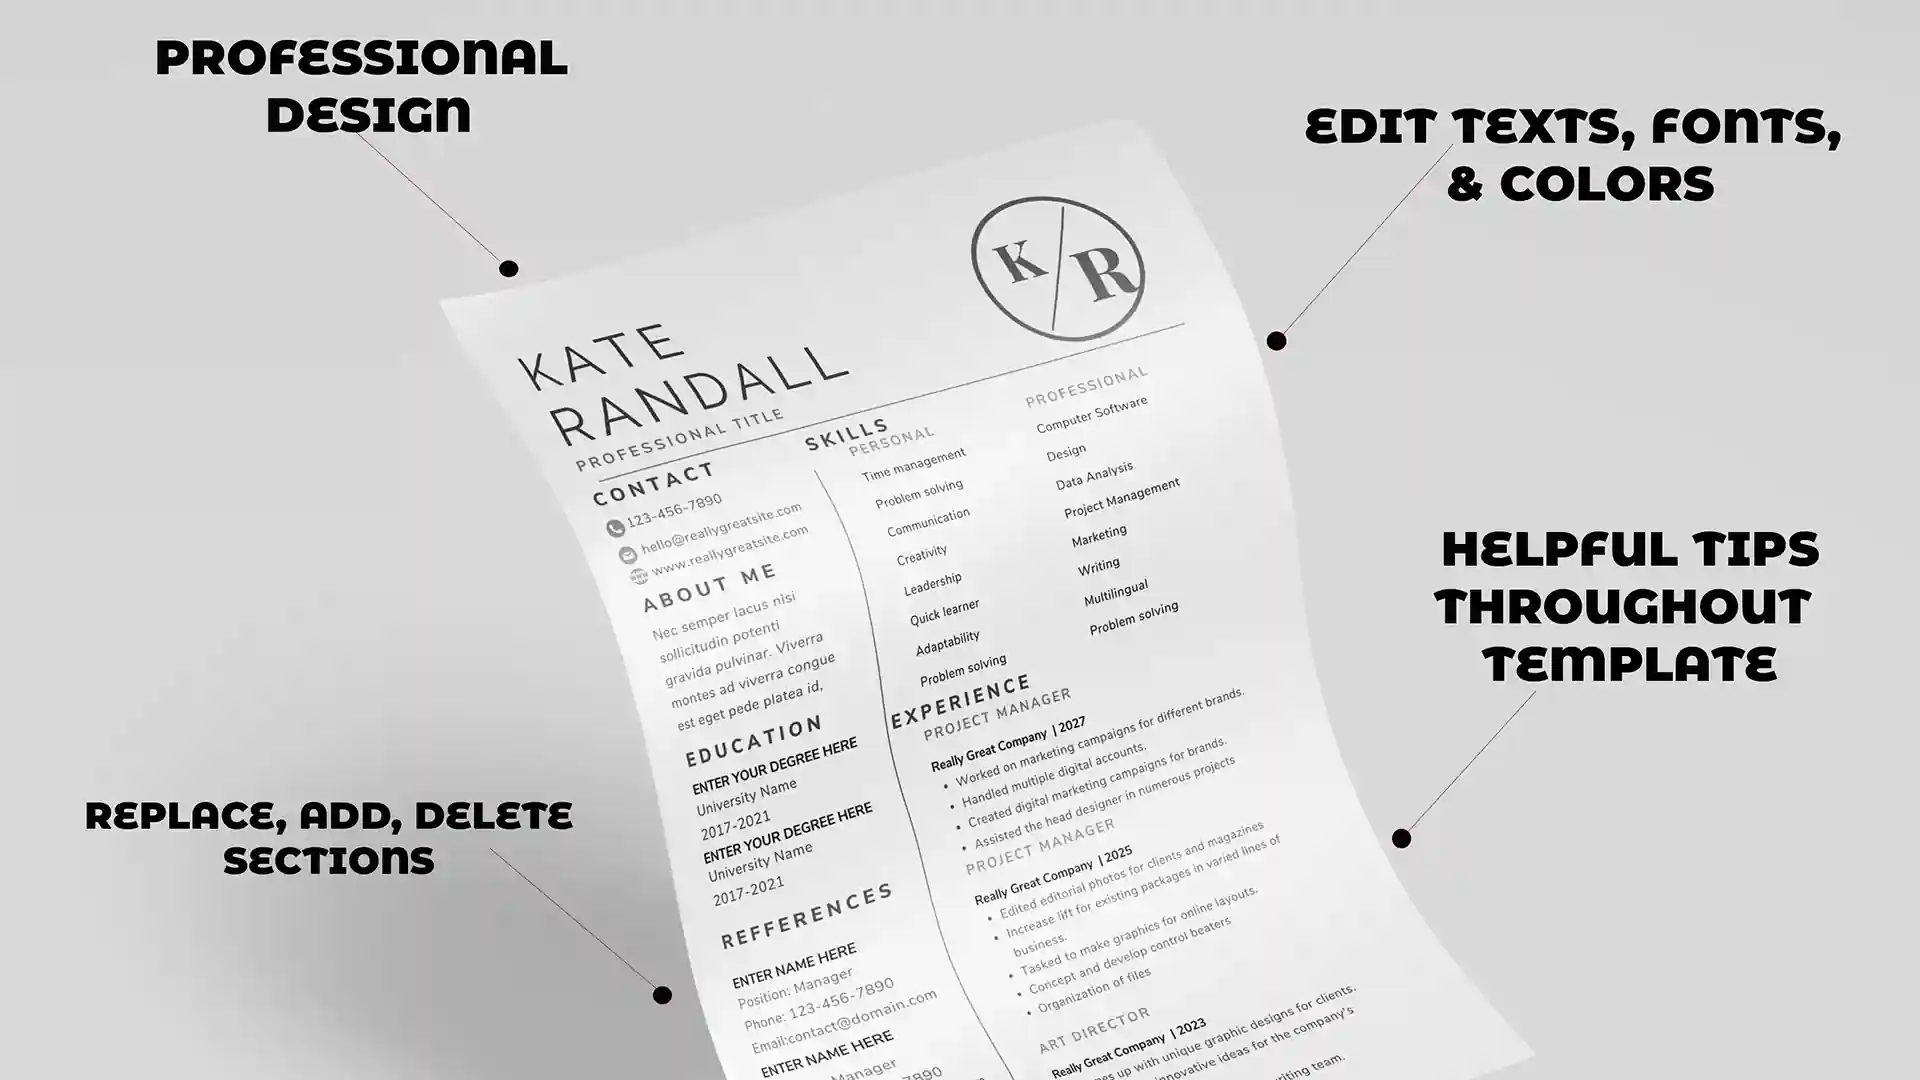 PROFESSIONAL
DESIGN
EDIT TEXTS, FONTS,
& COLORS
HELPFUL TIPS
THROUGHOUT
TEMPLATE
REPLACE, ADD, DELETE
SECTIONS
K/R
KATE
RANDALL
PROFESSIONAL TITLE
CONTACT
123-456-7890
hello@reallygreatsite.com
www www.reallygreatsite.com
ABOUT ME
Nec semper lacus nisi
sollicitudin potenti
gravida pulvinar. Viverra
montes ad viverra congue
est eget pede platea id,
EDUCATION
ENTER YOUR DEGREE HERE
University Name
2017-2021
ENTER YOUR DEGREE HERE
University Name
2017-2021
REFFERENCES
ENTER NAME HERE
Position: Manager
Phone: 123-456-7890
Email:contact@domain.com
ENTER NAME HERE
Manager
7890
SKILLS
PERSONAL
Time management
Problem solving
Communication
Creativity
Leadership
Quick learner
Adaptability
Problem solving
PROFESSIONAL
Computer Software
Design
Data Analysis
Project Management
Marketing
Writing
Multilingual
Problem solving
EXPERIENCE
PROJECT MANAGER
Really Great Company | 2027
• Worked on marketing campaigns for different brands.
• Handled multiple digital accounts.
• Created digital marketing campaigns for brands.
• Assisted the head designer in numerous projects
PROJECT MANAGER
Really Great Company | 2025
• Edited editorial photos for clients and magazines
• Increase lift for existing packages in varied lines of
business.
• Tasked to make graphics for online layouts.
• Concept and develop control beaters
• Organization of files
ART DIRECTOR
Really Great Company | 2023
up with unique graphic designs for clients.
innovative ideas for the company's
team.